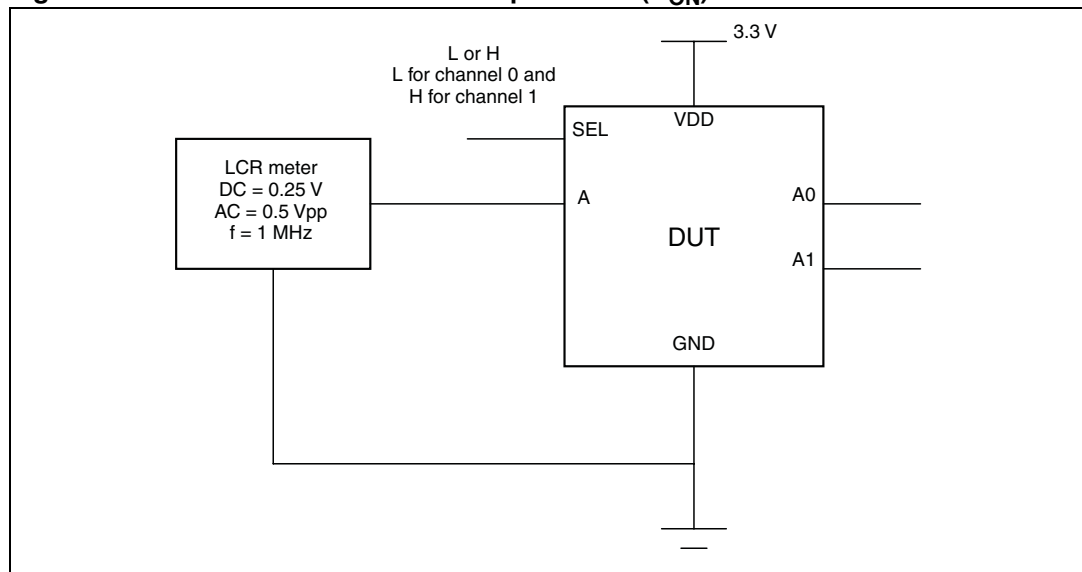 3.3 V
L or H
L for channel 0 and
H for channel 1
SEL
VDD
LCR meter
DC = 0.25 V
AC = 0.5 Vpp
f = 1 MHz
A
A0
DUT
A1
GND